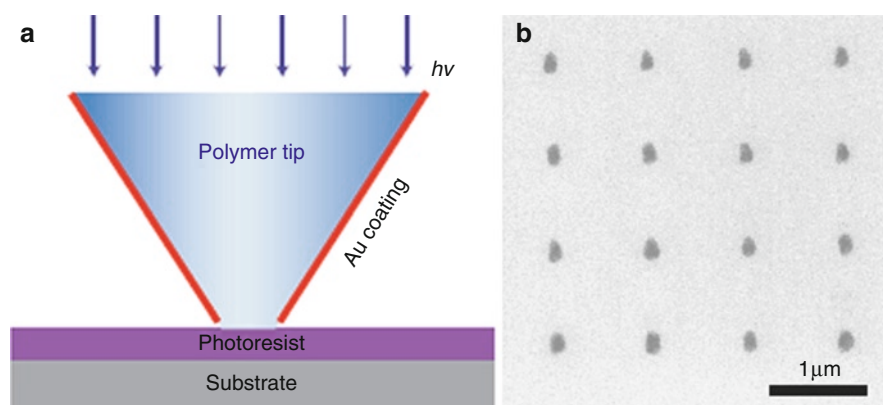 a
hv
Polymer tip
Au coating
Photoresist
Substrate
b
1μm